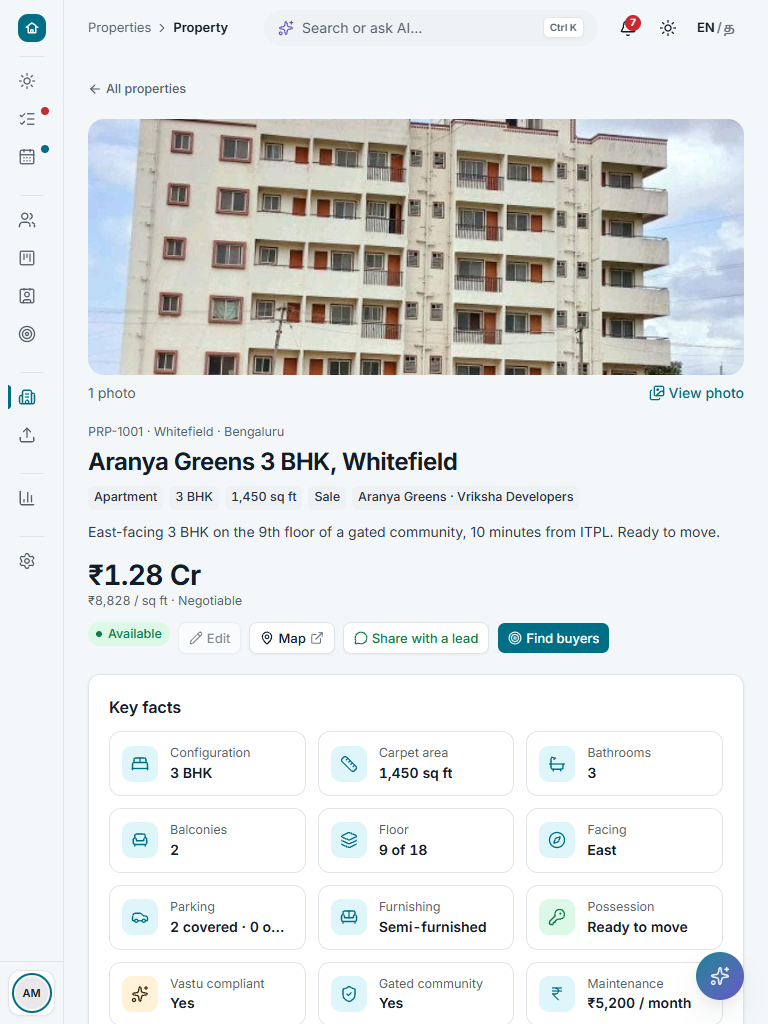 Properties > Property
Search or ask AI...
Ctrl K
7
EN / த
← All properties
1 photo
View photo
PRP-1001 · Whitefield · Bengaluru
Aranya Greens 3 BHK, Whitefield
Apartment
3 BHK
1,450 sq ft
Sale
Aranya Greens · Vriksha Developers
East-facing 3 BHK on the 9th floor of a gated community, 10 minutes from ITPL. Ready to move.
₹1.28 Cr
₹8,828 / sq ft · Negotiable
Available
Edit
Map
Share with a lead
Find buyers
Key facts
Configuration
3 BHK
Carpet area
1,450 sq ft
Bathrooms
3
Balconies
2
Floor
9 of 18
Facing
East
Parking
2 covered · 0 o...
Furnishing
Semi-furnished
Possession
Ready to move
Vastu compliant
Yes
Gated community
Yes
Maintenance
₹5,200 / month
AM